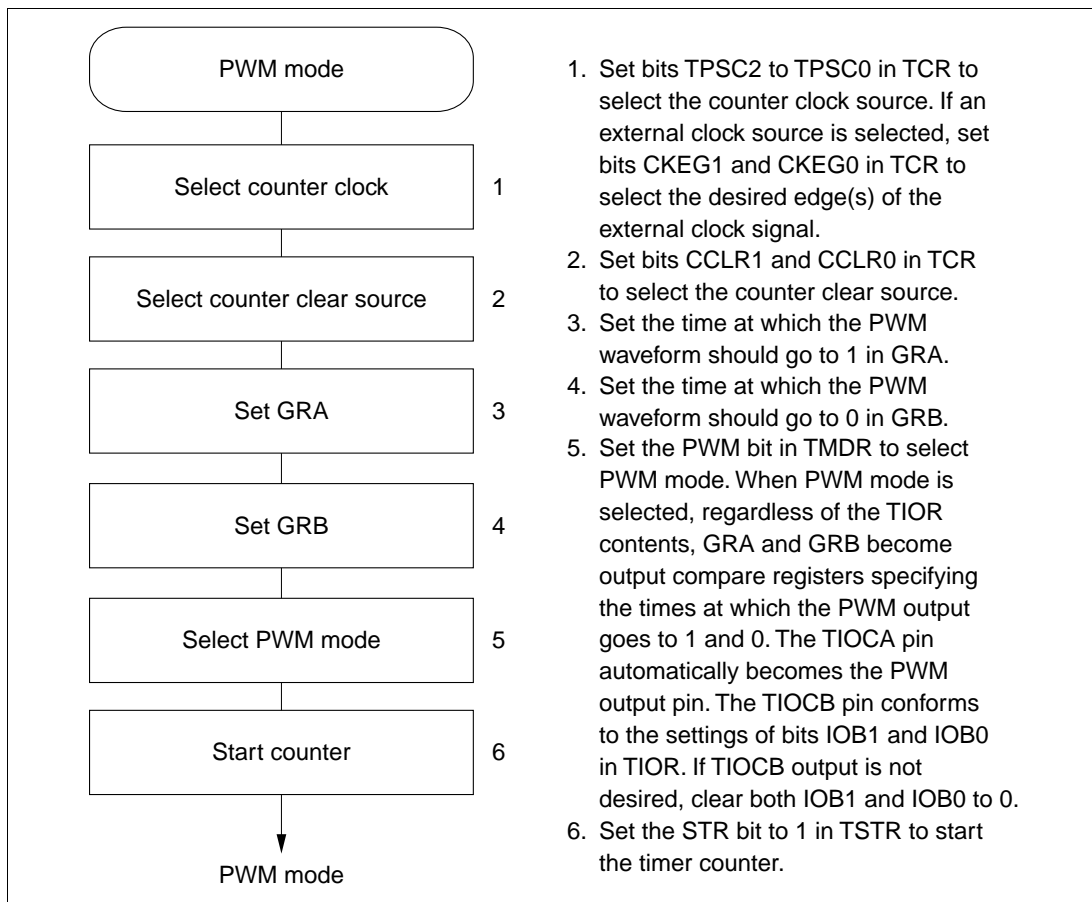 PWM mode
Select counter clock 1
Select counter clear source 2
Set GRA 3
Set GRB 4
Select PWM mode 5
Start counter 6
PWM mode
1. Set bits TPSC2 to TPSC0 in TCR to
select the counter clock source. If an
external clock source is selected, set
bits CKEG1 and CKEG0 in TCR to
select the desired edge(s) of the
external clock signal.
2. Set bits CCLR1 and CCLR0 in TCR
to select the counter clear source.
3. Set the time at which the PWM
waveform should go to 1 in GRA.
4. Set the time at which the PWM
waveform should go to 0 in GRB.
5. Set the PWM bit in TMDR to select
PWM mode. When PWM mode is
selected, regardless of the TIOR
contents, GRA and GRB become
output compare registers specifying
the times at which the PWM output
goes to 1 and 0. The TIOCA pin
automatically becomes the PWM
output pin. The TIOCB pin conforms
to the settings of bits IOB1 and IOB0
in TIOR. If TIOCB output is not
desired, clear both IOB1 and IOB0 to 0.
6. Set the STR bit to 1 in TSTR to start
the timer counter.